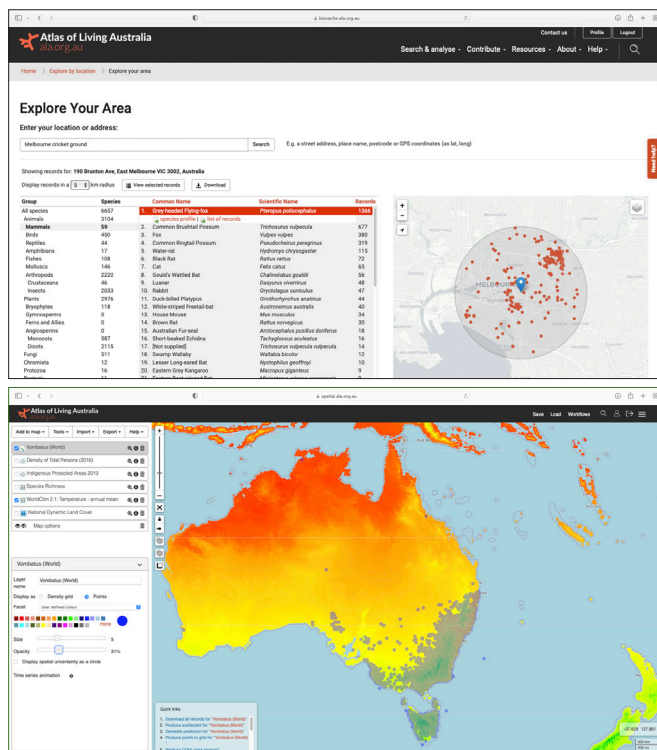 biocache.ala.org.au
Contact us Profile Logout
Atlas of Living Australia
ala.org.au
Search & analyse Contribute Resources About Help
Home > Explore by location > Explore your area
Explore Your Area
Enter your location or address:
Melbourne cricket ground Search E.g. a street address, place name, postcode or GPS coordinates (as lat, long)
Need help?
Showing records for: 190 Brunton Ave, East Melbourne VIC 3002, Australia
Display records in a 5 km radius View selected records Download
Group Species Common Name Scientific Name Records
All species 6657 1. Grey-headed Flying-fox Pteropus poliocephalus 1366
Animals 3104 species profile | list of records
Mammals 59 2. Common Brushtail Possum Trichosurus vulpecula 677
Birds 450 3. Fox Vulpes vulpes 380
Reptiles 44 4. Common Ringtail Possum Pseudocheirus peregrinus 319
Amphibians 17 5. Water-rat Hydromys chrysogaster 115
Fishes 108 6. Black Rat Rattus rattus 72
Molluscs 146 7. Cat Felis catus 65
Arthropods 2220 8. Gould's Wattled Bat Chalinolobus gouldii 56
Crustaceans 46 9. Luaner Dasyurus viverrinus 48
Insects 2033 10. Rabbit Oryctolagus cuniculus 47
Plants 2976 11. Duck-billed Platypus Ornithorhynchus anatinus 44
Bryophytes 118 12. White-striped Freetail-bat Austronomus australis 40
Gymnosperms 0 13. House Mouse Mus musculus 34
Ferns and Allies 0 14. Brown Rat Rattus norvegicus 30
Angiosperms 0 15. Australian Fur-seal Arctocephalus pusillus doriferus 18
Monocots 587 16. Short-beaked Echidna Tachyglossus aculeatus 16
Dicots 2115 17. [Not supplied] Trichosurus vulpecula vulpecula 14
Fungi 511 18. Swamp Wallaby Wallabia bicolor 12
Chromista 12 19. Lesser Long-eared Bat Nyctophilus geoffroyi 10
Protozoa 16 20. Eastern Grey Kangaroo Macropus giganteus 9
MELBOURNE
spatial.ala.org.au
Atlas of Living Australia
ala.org.au
Save Load Workflows
Add to map Tools Import Export Help
Vombatus (World)
Density of Total Persons (2016)
Indigenous Protected Areas 2012
Species Richness
WorldClim 2.1: Temperature - annual mean
National Dynamic Land Cover
Map options
Vombatus (World)
Layer name Vombatus (World)
Display as Density grid Points
Facet User defined colour
more
Size 5
Opacity 31%
Display spatial uncertainty as a circle
Time series animation
Quick links
1. Download all records for "Vombatus (World)"
2. Produce scatterplot for "Vombatus (World)"
3. Generate prediction for "Vombatus (World)"
4. Produce points to grid for "Vombatus (World)"
-37.629 127.881